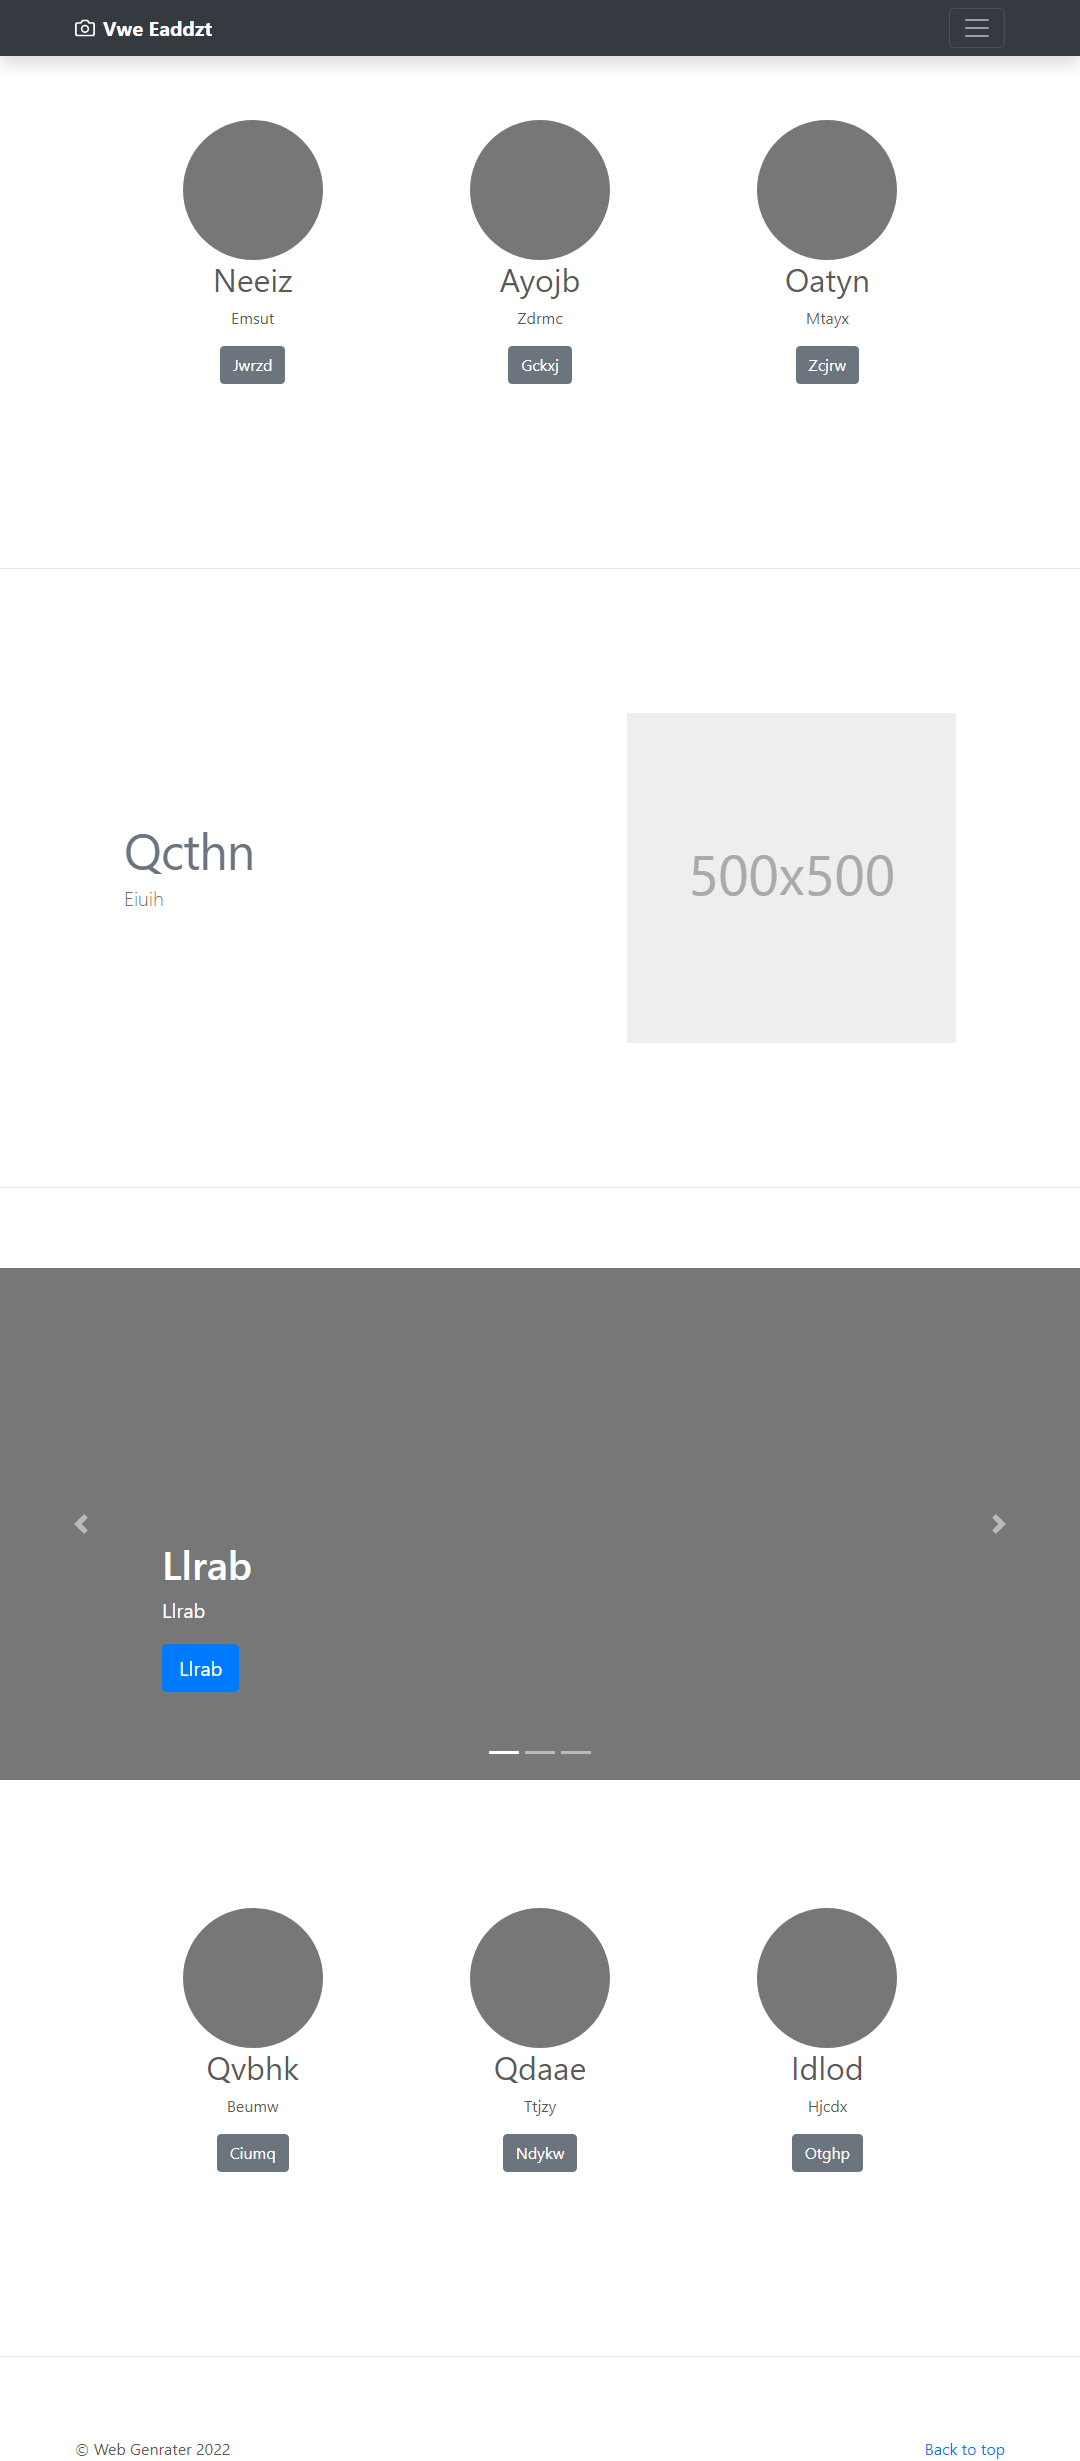 Vwe Eaddzt
Neeiz
Emsut
Jwrzd
Ayojb
Zdrmc
Gckxj
Oatyn
Mtayx
Zcjrw
Qcthn
Eiuih
500x500
Llrab
Llrab
Llrab
Qvbhk
Beumw
Ciumq
Qdaae
Ttjzy
Ndykw
Idlod
Hjcdx
Otghp
© Web Genrater 2022
Back to top